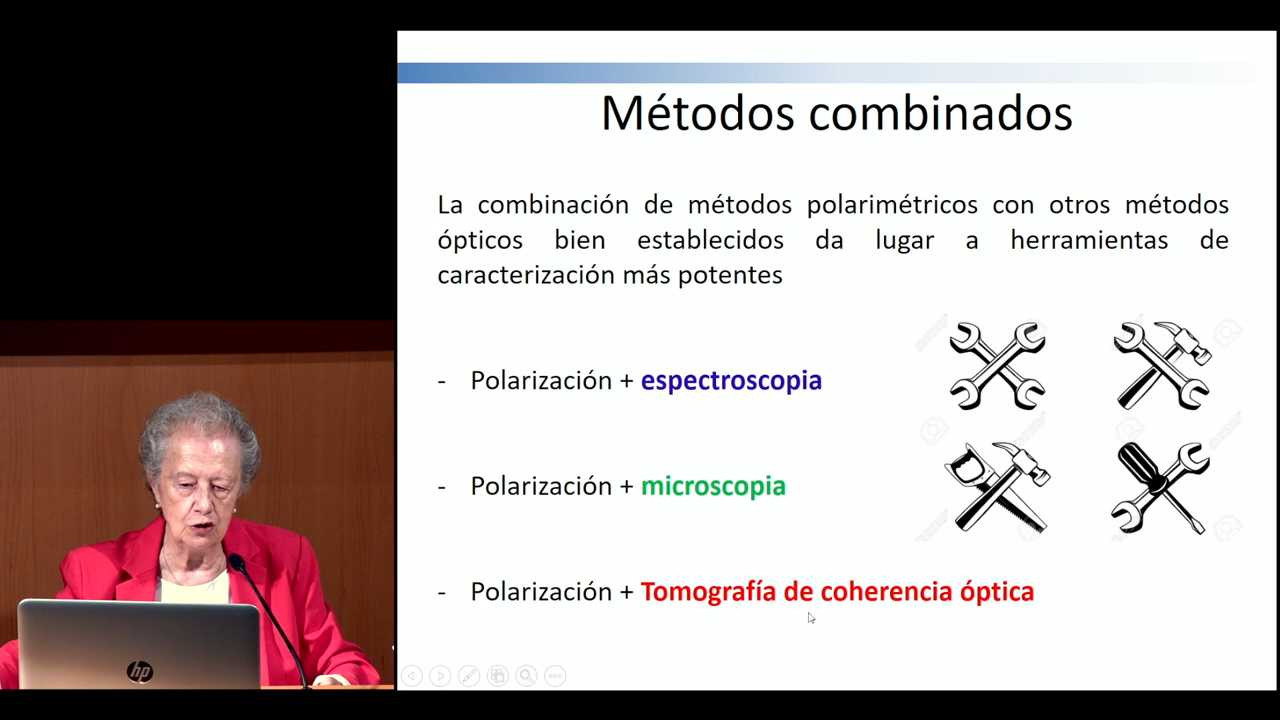 Métodos combinados
La combinación de métodos polarimétricos con otros métodos
ópticos bien establecidos da lugar a herramientas de
caracterización más potentes
- Polarización + espectroscopia
- Polarización + microscopia
- Polarización + Tomografía de coherencia óptica
hp